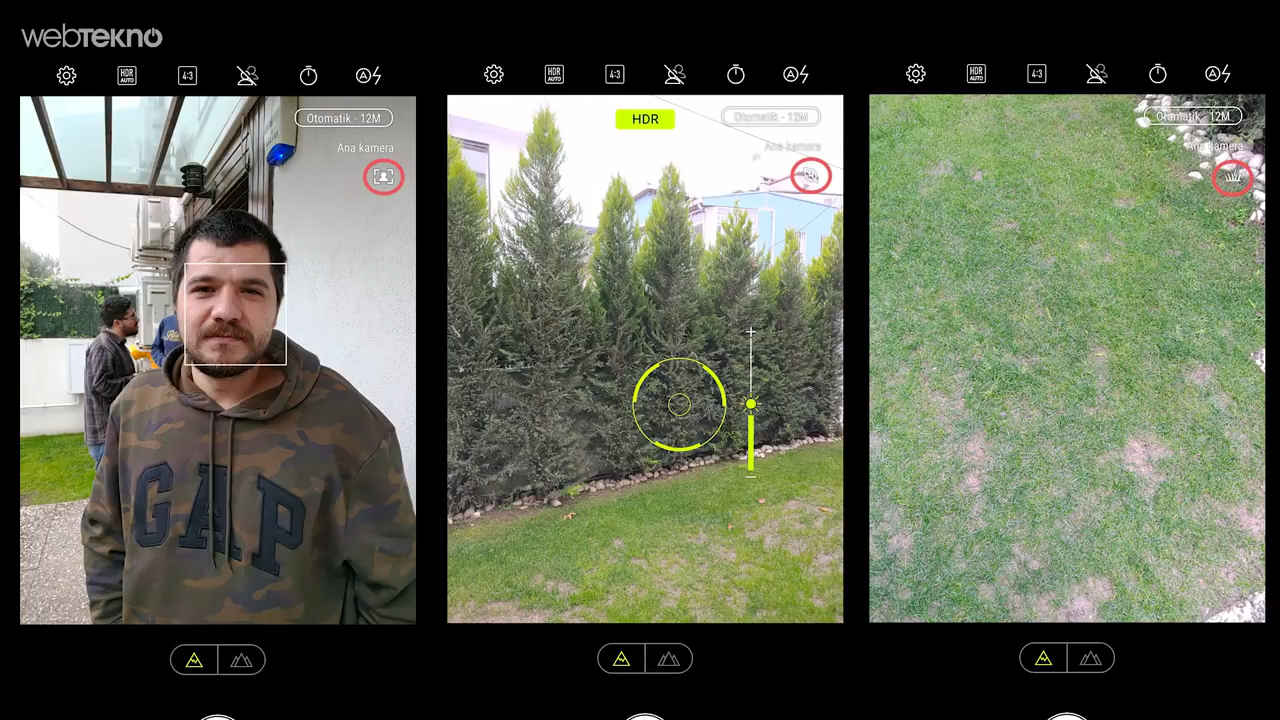 webtekno
HDR
AUTO
4:3
A
Otomatik - 12M
Ana kamera
GAP
HDR
AUTO
4:3
A
HDR
Otomatik - 12M
Ana kamera
HDR
AUTO
4:3
A
Otomatik - 12M
Ana kamera